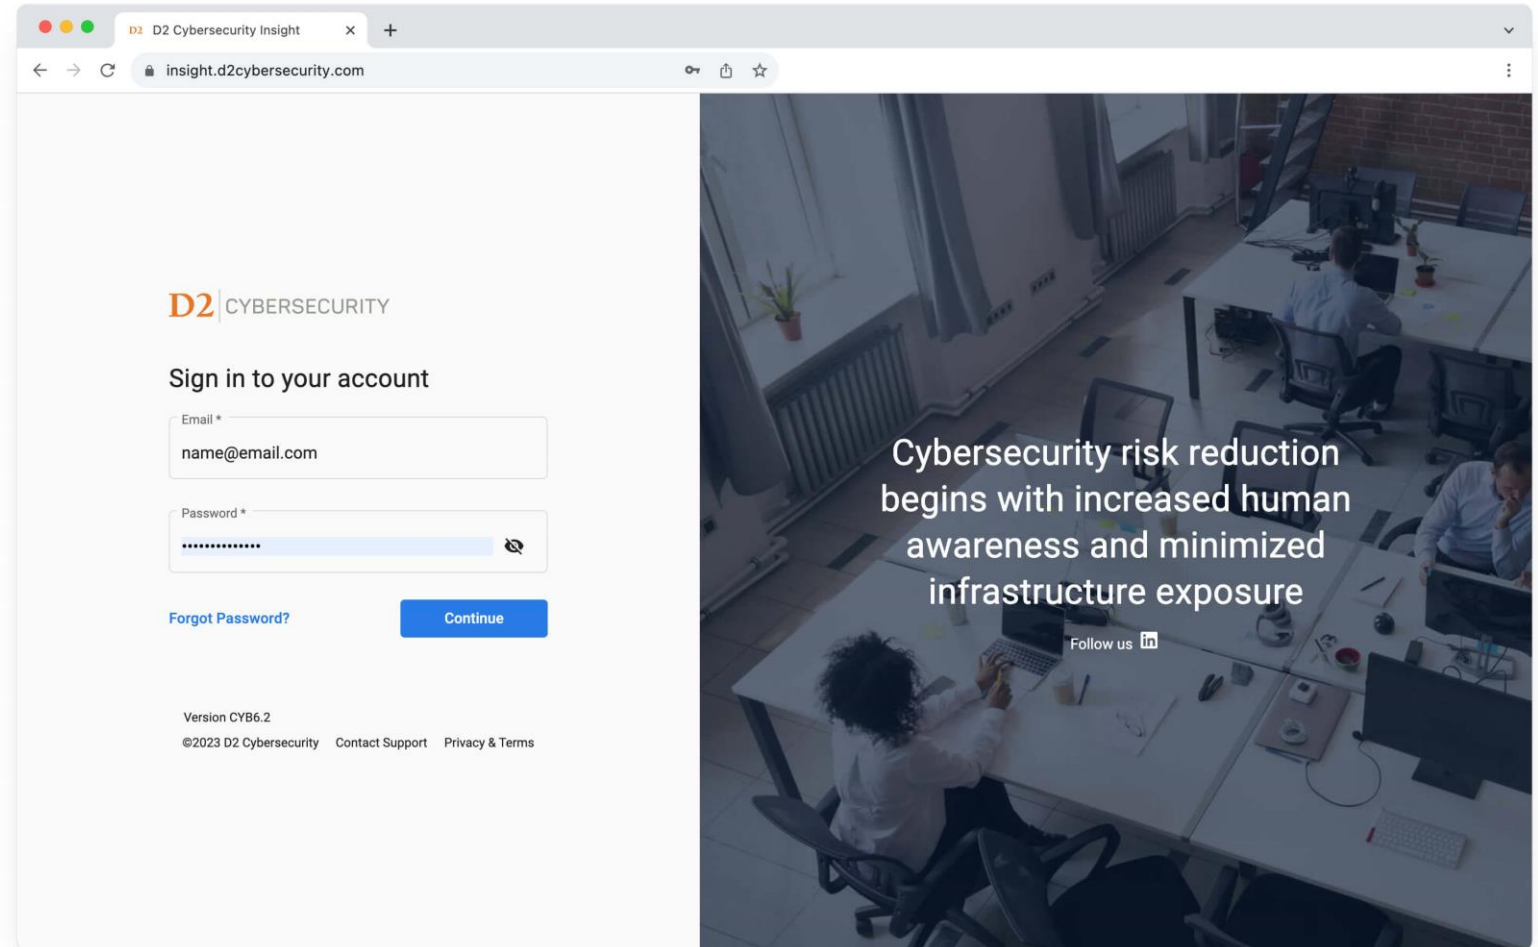 D2 D2 Cybersecurity Insight
insight.d2cybersecurity.com
D2 CYBERSECURITY
Sign in to your account
Email *
name@email.com
Password *
••••••••••••••
Forgot Password? Continue
Version CYB6.2
©2023 D2 Cybersecurity Contact Support Privacy & Terms
Cybersecurity risk reduction
begins with increased human
awareness and minimized
infrastructure exposure
Follow us in